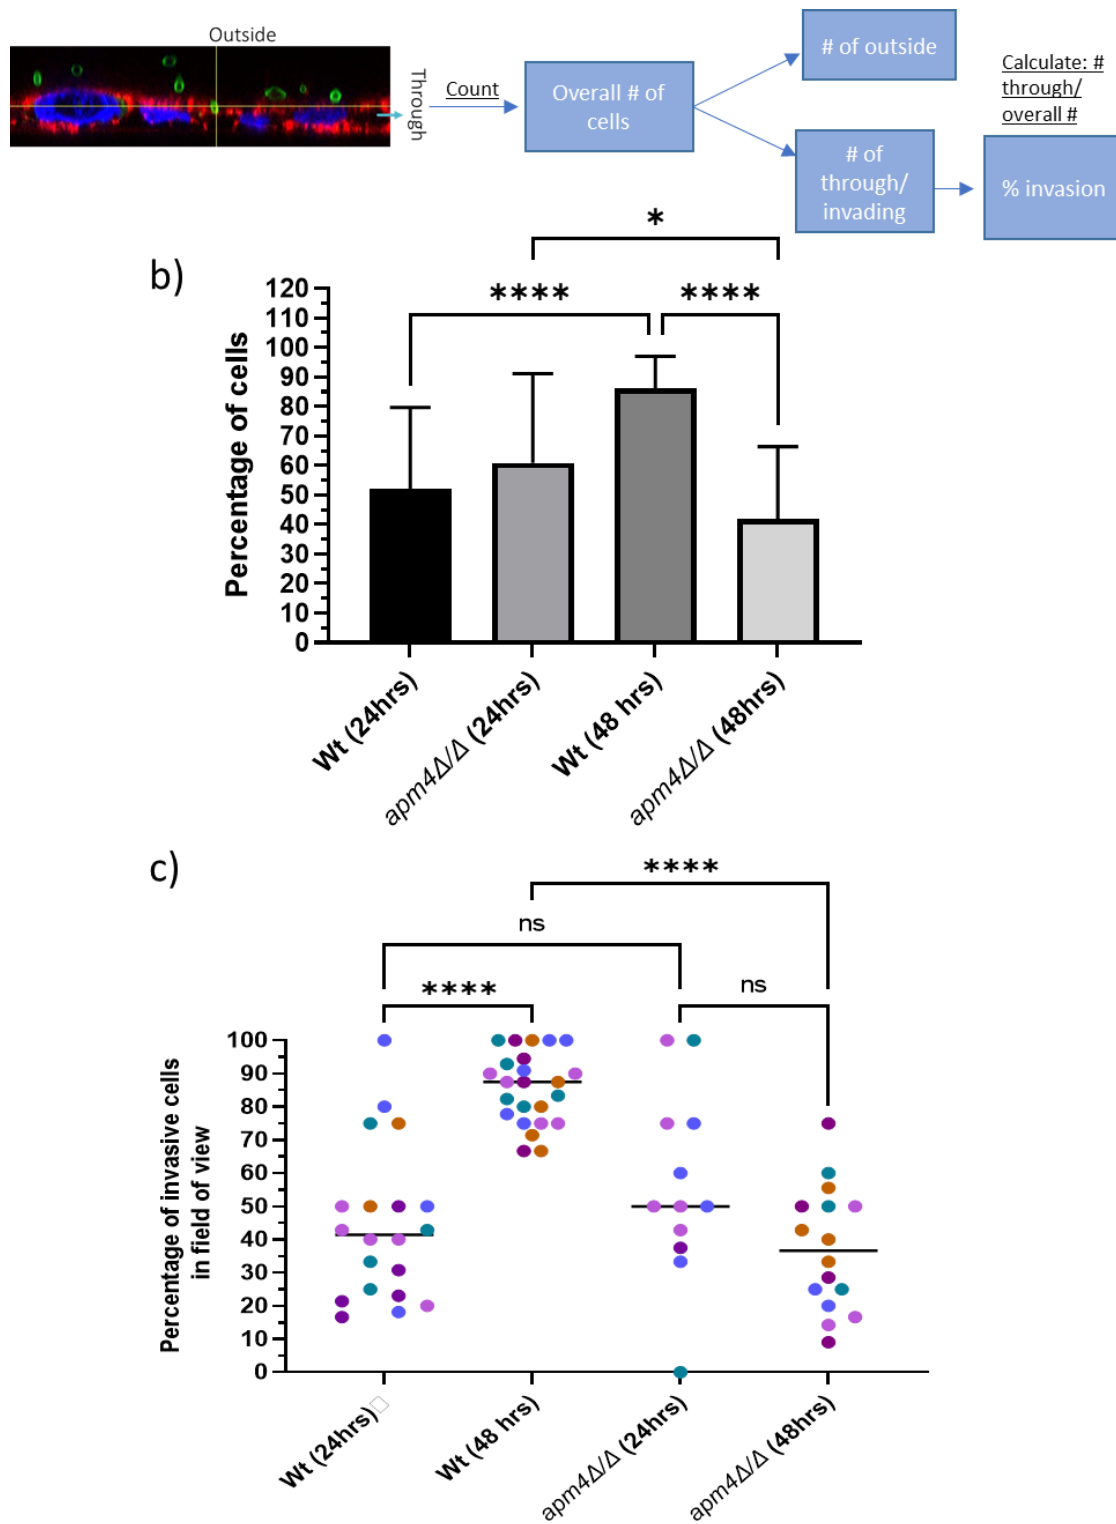 Outside
Through
Count
Overall # of
cells
# of outside
# of
through/
invading
Calculate: #
through/
overall #
% invasion
b)
*
****
****
Percentage of cells
120
110
100
90
80
70
60
50
40
30
20
10
0
Wt (24hrs)
apm4Δ/Δ (24hrs)
Wt (48 hrs)
apm4Δ/Δ (48hrs)
c)
****
ns
ns
****
Percentage of invasive cells
in field of view
100
90
80
70
60
50
40
30
20
10
0
Wt (24hrs)
Wt (48 hrs)
apm4Δ/Δ (24hrs)
apm4Δ/Δ (48hrs)